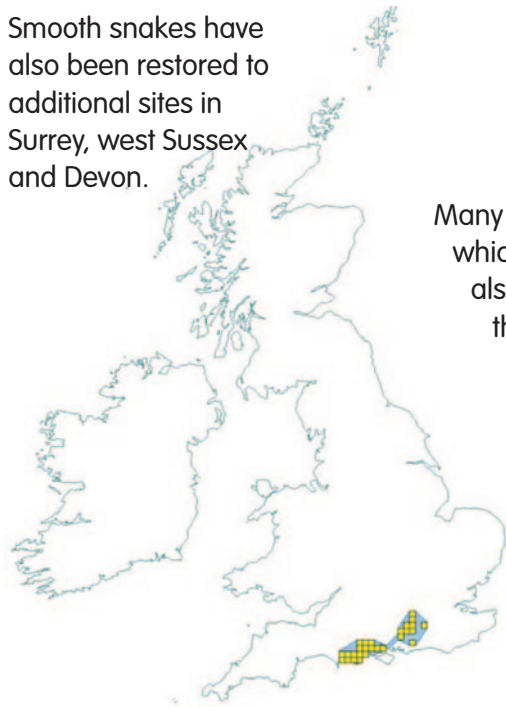 Smooth snakes have
also been restored to
additional sites in
Surrey, west Sussex
and Devon.
Many
whic
als
th